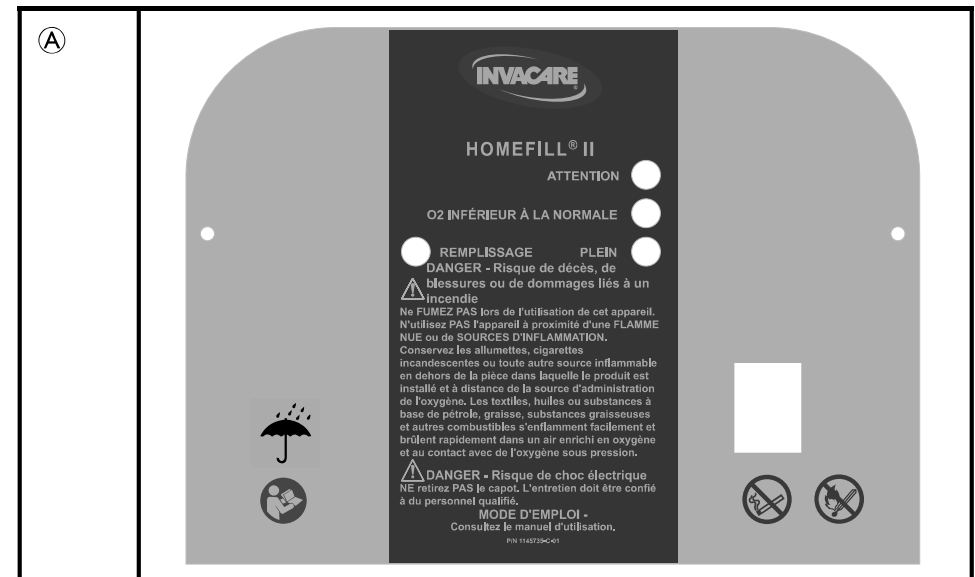 A
INVACARE®
HOMEFILL® II
ATTENTION
O2 INFÉRIEUR À LA NORMALE
REMPLISSAGE PLEIN
DANGER - Risque de décès, de
blessures ou de dommages liés à un
incendie
Ne FUMEZ PAS lors de l'utilisation de cet appareil.
N'utilisez PAS l'appareil à proximité d'une FLAMME
NUE ou de SOURCES D'INFLAMMATION.
Conservez les allumettes, cigarettes
incandescentes ou toute autre source inflammable
en dehors de la pièce dans laquelle le produit est
installé et à distance de la source d'administration
de l'oxygène. Les textiles, huiles ou substances à
base de pétrole, graisse, substances graisseuses
et autres combustibles s'enflamment facilement et
brûlent rapidement dans un air enrichi en oxygène
et au contact avec de l'oxygène sous pression.
DANGER - Risque de choc électrique
NE retirez PAS le capot. L'entretien doit être confié
à du personnel qualifié.
MODE D'EMPLOI -
Consultez le manuel d'utilisation.
P/N 1145735-C-01